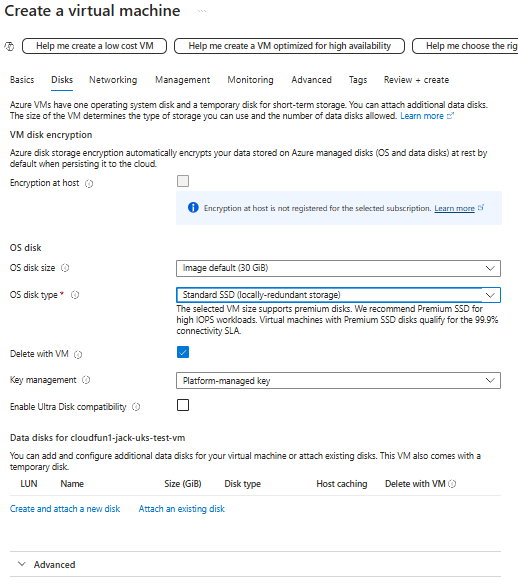 Create a virtual machine ...
Help me create a low cost VM
Help me create a VM optimized for high availability
Help me choose the rig
Basics Disks Networking Management Monitoring Advanced Tags Review + create
Azure VMs have one operating system disk and a temporary disk for short-term storage. You can attach additional data disks.
The size of the VM determines the type of storage you can use and the number of data disks allowed. Learn more
VM disk encryption
Azure disk storage encryption automatically encrypts your data stored on Azure managed disks (OS and data disks) at rest by
default when persisting it to the cloud.
Encryption at host
Encryption at host is not registered for the selected subscription. Learn more
OS disk
OS disk size
Image default (30 GiB)
OS disk type *
Standard SSD (locally-redundant storage)
The selected VM size supports premium disks. We recommend Premium SSD for
high IOPS workloads. Virtual machines with Premium SSD disks qualify for the 99.9%
connectivity SLA.
Delete with VM
Key management
Platform-managed key
Enable Ultra Disk compatibility
Data disks for cloudfun1-jack-uks-test-vm
You can add and configure additional data disks for your virtual machine or attach existing disks. This VM also comes with a
temporary disk.
LUN Name Size (GiB) Disk type Host caching Delete with VM
Create and attach a new disk Attach an existing disk
Advanced